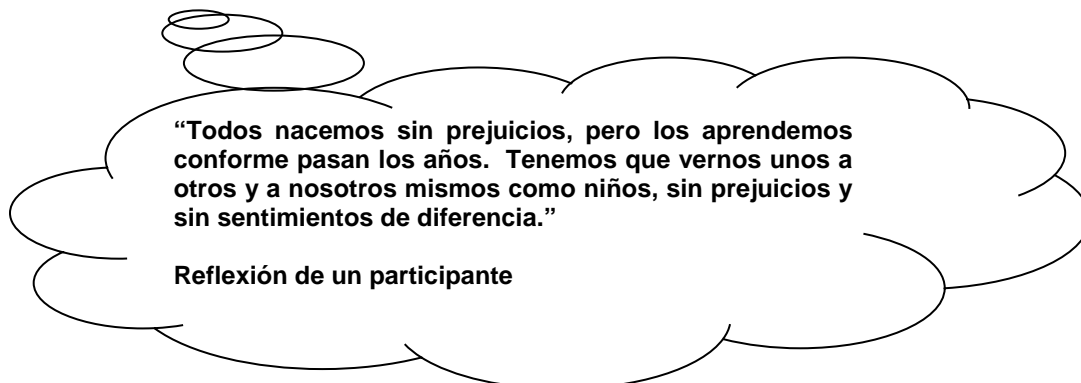 “Todos nacemos sin prejuicios, pero los aprendemos
conforme pasan los años.  Tenemos que vernos unos a
otros y a nosotros mismos como niños, sin prejuicios y
sin sentimientos de diferencia.”
Reflexión de un participante